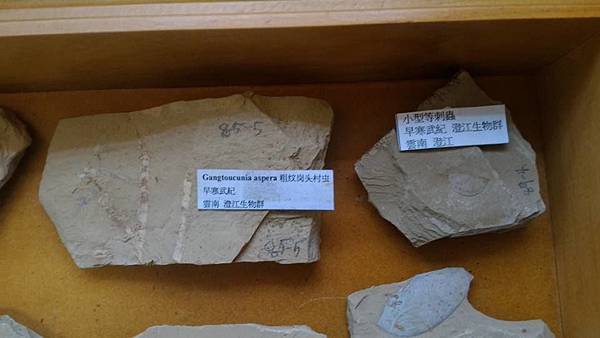 85-5
Gangtoucunia aspera 粗纹岗头村虫
早寒武紀
雲南 澄江生物群
85-5
小型等刺蟲
早寒武紀 澄江生物群
雲南 澄江